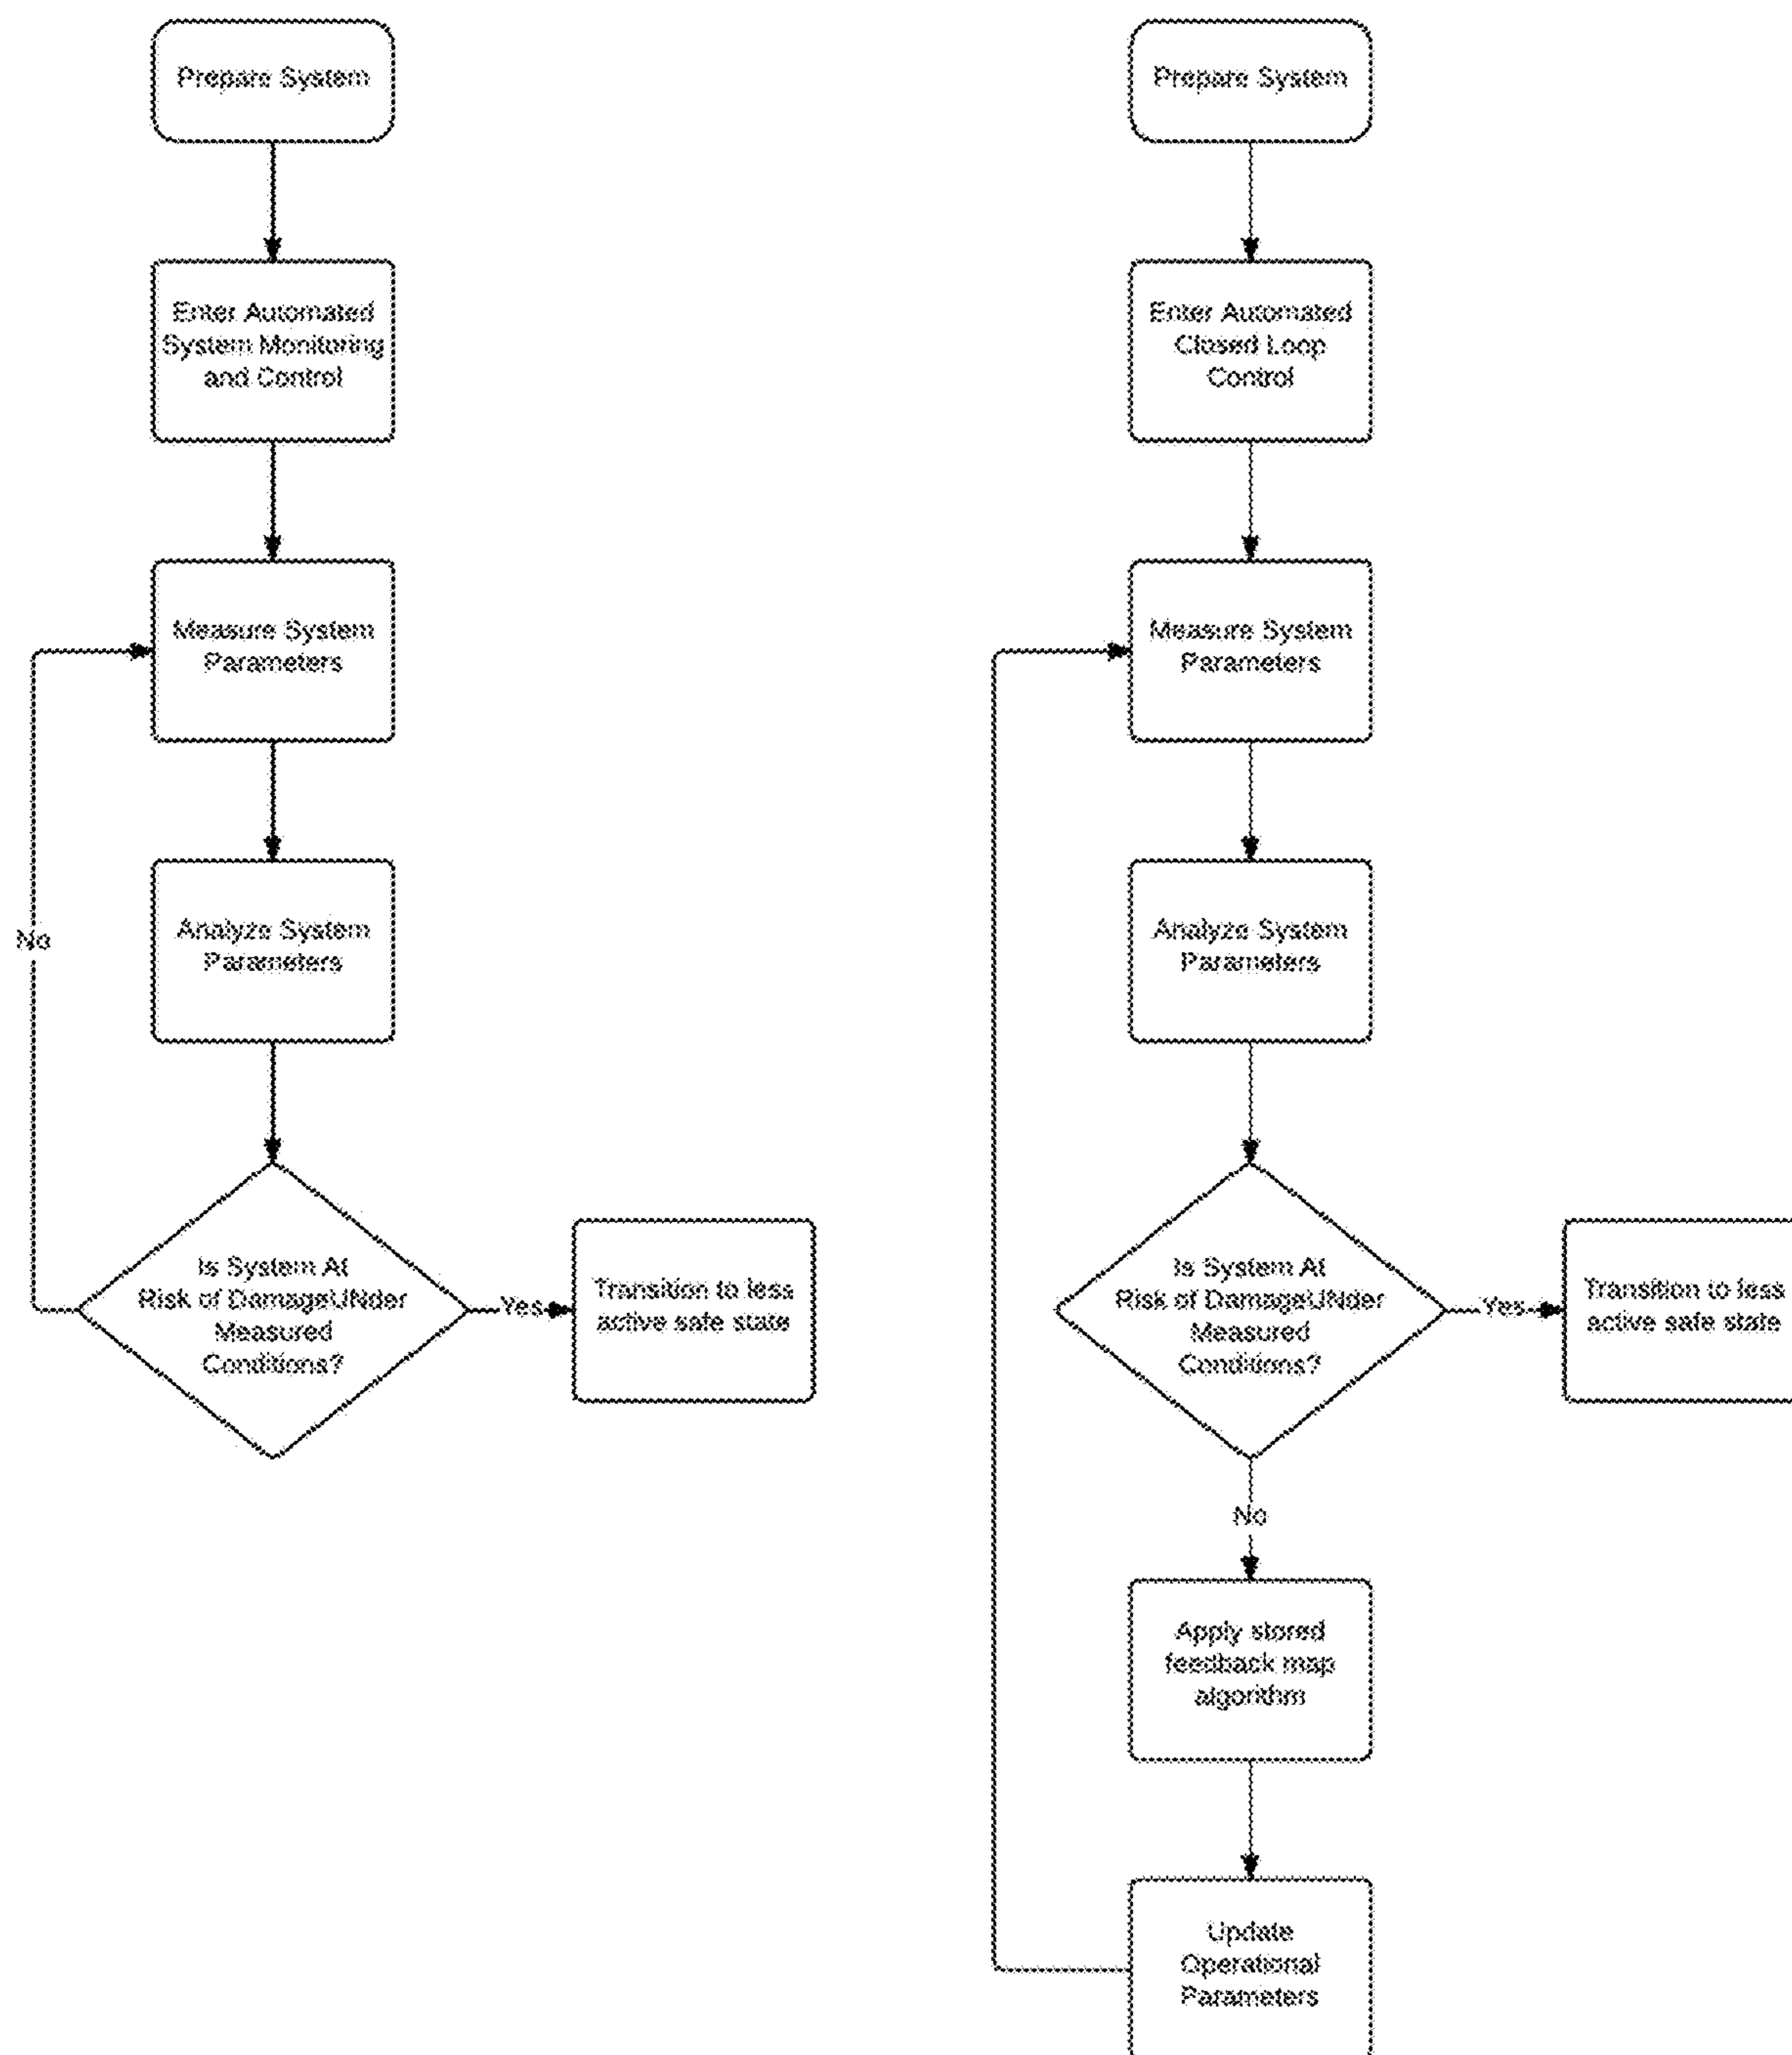 Prepare System
Enter Automated
System Monitoring
and Control
Measure System
Parameters
Analyze System
Parameters
No
Is System At
Risk of DamageUNder
Measured
Conditions?
Yes
Transition to less
active safe state
Prepare System
Enter Automated
Closed Loop
Control
Measure System
Parameters
Analyze System
Parameters
Is System At
Risk of DamageUNder
Measured
Conditions?
Yes
Transition to less
active safe state
No
Apply stored
feedback map
algorithm
Update
Operational
Parameters